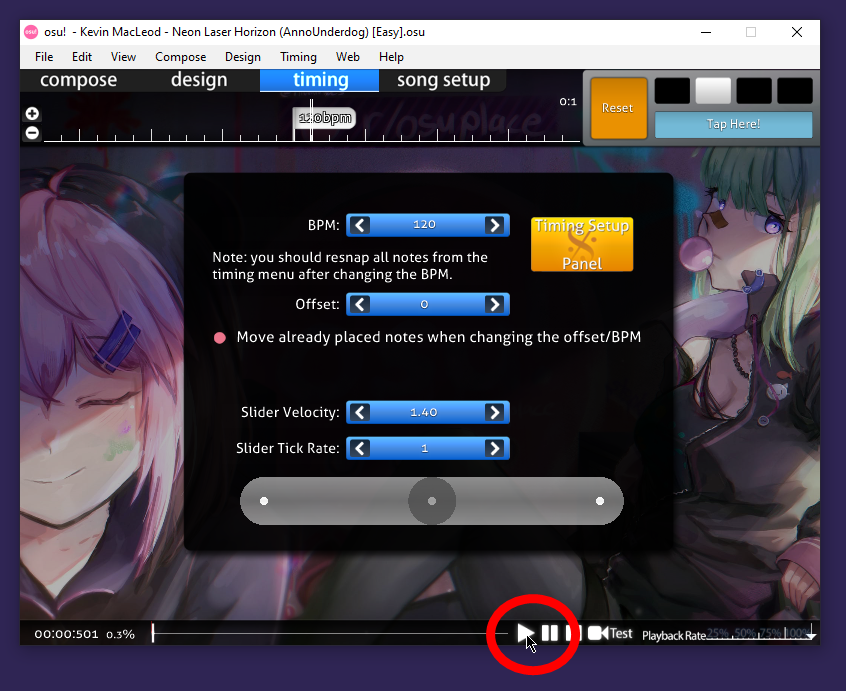 osu! - Kevin MacLeod - Neon Laser Horizon (AnnoUnderdog) [Easy].osu
File Edit View Compose Design Timing Web Help
compose design timing song setup
0:1
120bpm
Reset
Tap Here!
BPM: 120
Timing Setup
Panel
Note: you should resnap all notes from the
timing menu after changing the BPM.
Offset: 0
Move already placed notes when changing the offset/BPM
Slider Velocity: 1.40
Slider Tick Rate: 1
00:00:501 0.3% Test Playback Rate 25% 50% 75% 100%